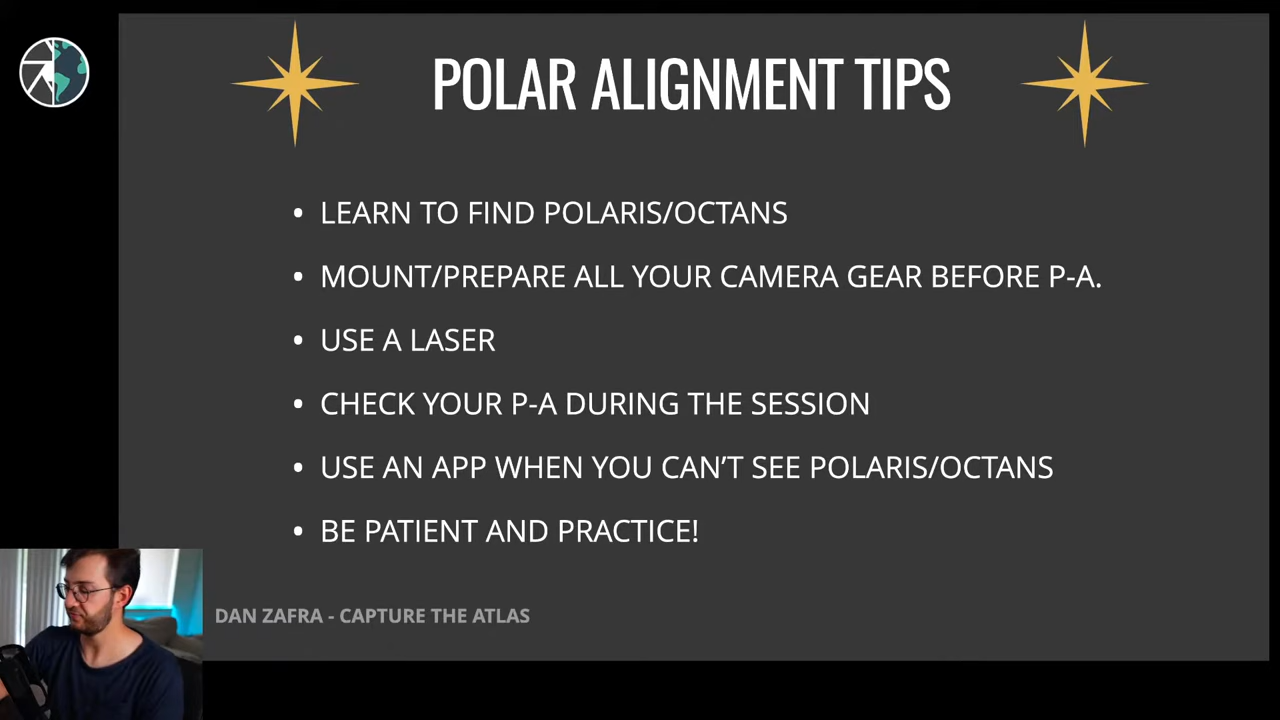 POLAR ALIGNMENT TIPS
• LEARN TO FIND POLARIS/OCTANS
• MOUNT/PREPARE ALL YOUR CAMERA GEAR BEFORE P-A.
• USE A LASER
• CHECK YOUR P-A DURING THE SESSION
• USE AN APP WHEN YOU CAN’T SEE POLARIS/OCTANS
• BE PATIENT AND PRACTICE!
DAN ZAFRA - CAPTURE THE ATLAS